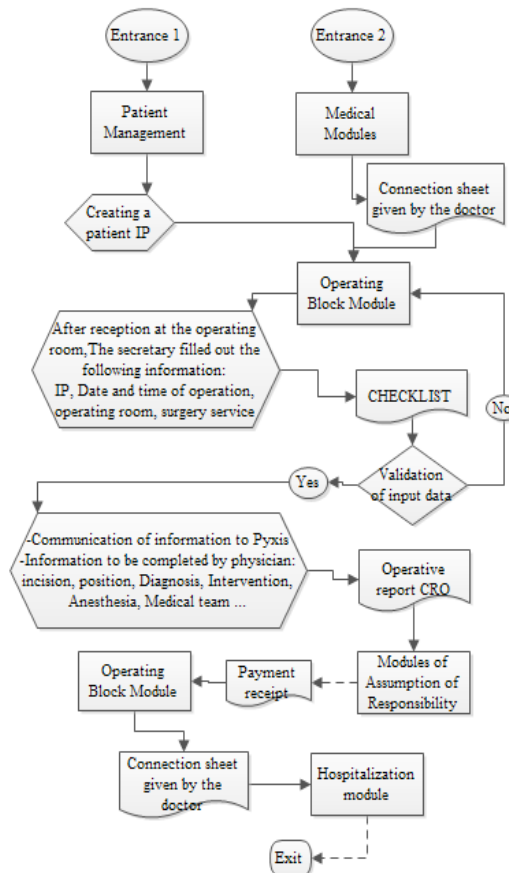 Entrance 1
Entrance 2
Patient
Management
Medical
Modules
Creating a
patient IP
Connection sheet
given by the doctor
Operating
Block Module
After reception at the operating
room,The secretary filled out the
following information:
IP, Date and time of operation,
operating room, surgery service
CHECKLIST
No
Validation
of input data
Yes
-Communication of information to Pyxis
-Information to be completed by physician:
incision, position, Diagnosis, Intervention,
Anesthesia, Medical team ...
Operative
report CRO
Operating
Block Module
Payment
receipt
Modules of
Assumption of
Responsibility
Connection sheet
given by the
doctor
Hospitalization
module
Exit